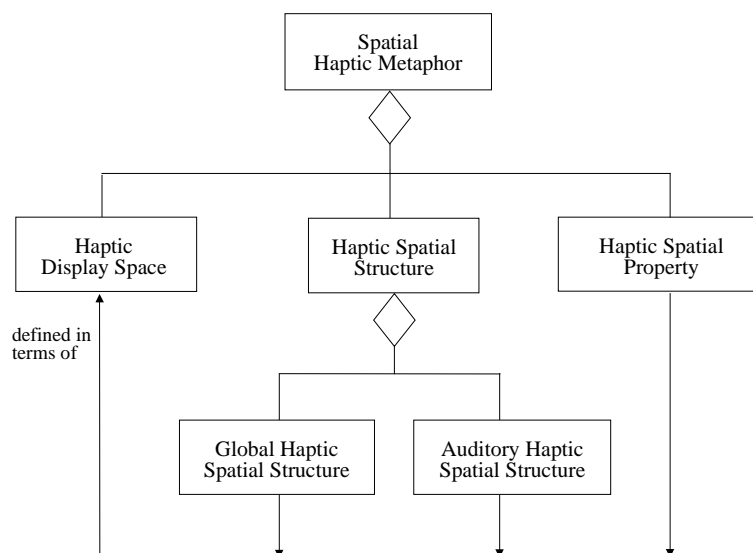 Spatial
Haptic Metaphor
Haptic
Display Space
Haptic Spatial
Structure
Haptic Spatial
Property
defined in
terms of
Global Haptic
Spatial Structure
Auditory Haptic
Spatial Structure